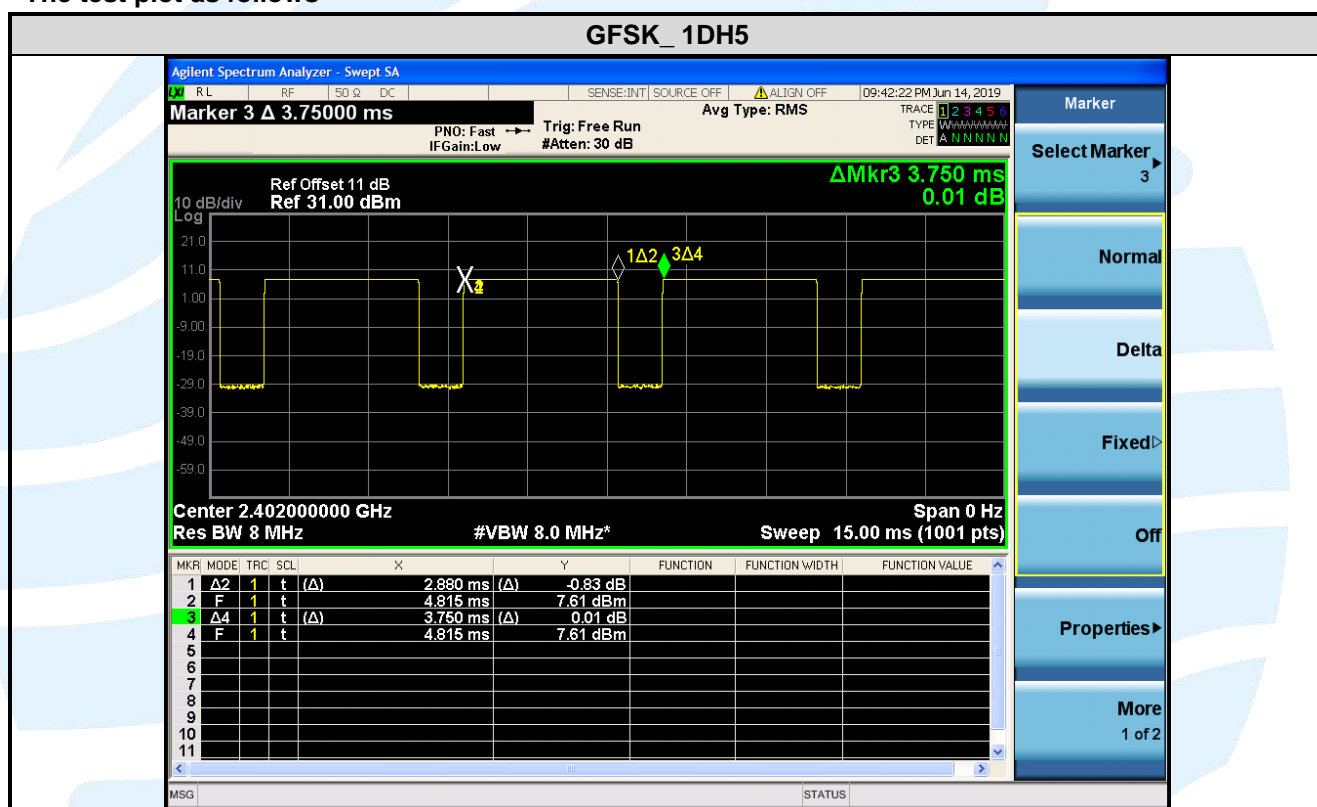 The test plot as follows
GFSK_ 1DH5
Agilent Spectrum Analyzer - Swept SA
LXI RL RF 50 Ω DC SENSE:INT SOURCE OFF ALIGN OFF 09:42:22 PM Jun 14, 2019
Marker 3 Δ 3.75000 ms
PNO: Fast
IFGain:Low
Trig: Free Run
#Atten: 30 dB
Avg Type: RMS
TRACE 1 2 3 4 5 6
TYPE WWWWWW
DET A N N N N N
ΔMkr3 3.750 ms
0.01 dB
Ref Offset 11 dB
10 dB/div Ref 31.00 dBm
Log
21.0
11.0
1.00
-9.00
-19.0
-29.0
-39.0
-49.0
-59.0
1Δ2 3Δ4
Center 2.402000000 GHz Span 0 Hz
Res BW 8 MHz #VBW 8.0 MHz* Sweep 15.00 ms (1001 pts)
MKR MODE TRC SCL X Y FUNCTION FUNCTION WIDTH FUNCTION VALUE
1 Δ2 1 t (Δ) 2.880 ms (Δ) -0.83 dB
2 F 1 t 4.815 ms 7.61 dBm
3 Δ4 1 t (Δ) 3.750 ms (Δ) 0.01 dB
4 F 1 t 4.815 ms 7.61 dBm
5
6
7
8
9
10
11
MSG STATUS
Marker
Select Marker
3
Normal
Delta
Fixed
Off
Properties
More
1 of 2